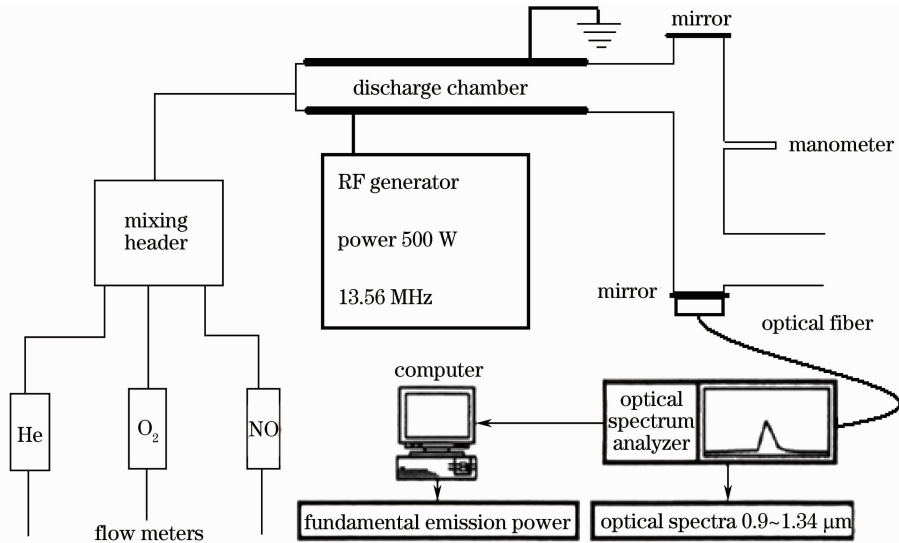 mirror
discharge chamber
manometer
RF generator
power 500 W
13.56 MHz
mixing
header
mirror
optical fiber
computer
optical
spectrum
analyzer
He
O₂
NO
flow meters
fundamental emission power
optical spectra 0.9~1.34 μm